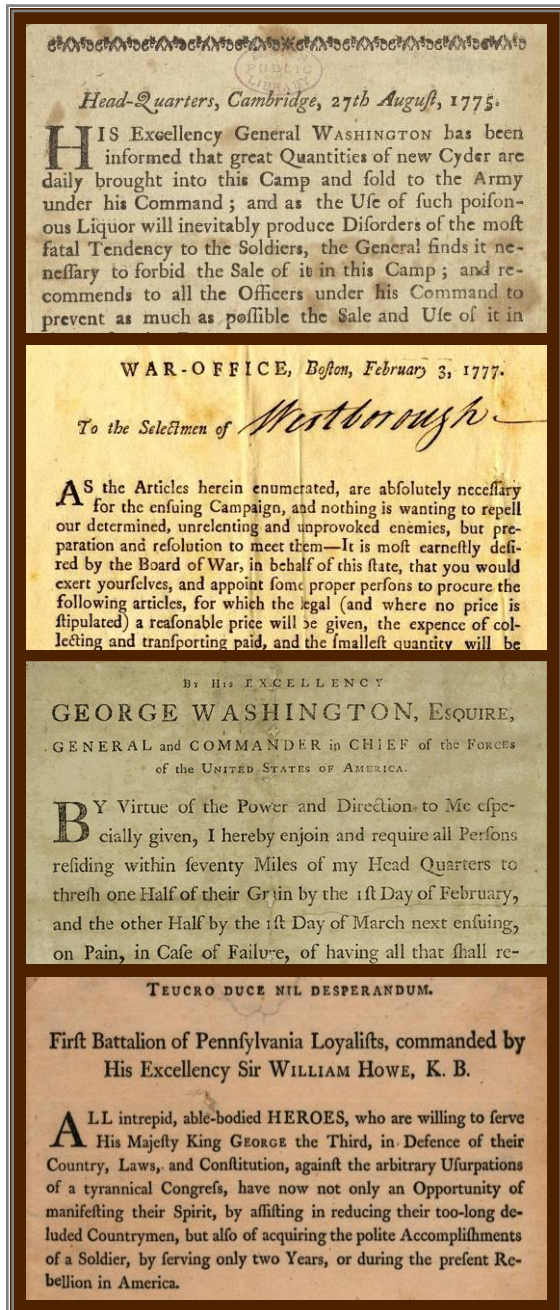 PUBLIC
LIBRARY
Head-Quarters, Cambridge, 27th Auguſt, 1775.
HIS Excellency General WASHINGTON has been
informed that great Quantities of new Cyder are
daily brought into this Camp and ſold to the Army
under his Command ; and as the Uſe of ſuch poiſon-
ous Liquor will inevitably produce Diſorders of the moſt
fatal Tendency to the Soldiers, the General finds it ne-
neſſary to forbid the Sale of it in this Camp ; and re-
commends to all the Officers under his Command to
prevent as much as poſſible the Sale and Uſe of it in
WAR-OFFICE, Boſton, February 3, 1777.
To the Selectmen of Westborough
AS the Articles herein enumerated, are abſolutely neceſſary
for the enſuing Campaign, and nothing is wanting to repell
our determined, unrelenting and unprovoked enemies, but pre-
paration and reſolution to meet them—It is moſt earneſtly deſi-
red by the Board of War, in behalf of this ſtate, that you would
exert yourſelves, and appoint ſome proper perſons to procure the
following articles, for which the legal (and where no price is
ſtipulated) a reaſonable price will be given, the expence of col-
lecting and tranſporting paid, and the ſmalleſt quantity will be
BY HIS EXCELLENCY
GEORGE WASHINGTON, ESQUIRE,
GENERAL and COMMANDER in CHIEF of the FORCES
of the UNITED STATES OF AMERICA.
BY Virtue of the Power and Direction to Me eſpe-
cially given, I hereby enjoin and require all Perſons
reſiding within ſeventy Miles of my Head Quarters to
threſh one Half of their Grain by the 1ſt Day of February,
and the other Half by the 1ſt Day of March next enſuing,
on Pain, in Caſe of Failure, of having all that ſhall re-
TEUCRO DUCE NIL DESPERANDUM.
Firſt Battalion of Pennſylvania Loyaliſts, commanded by
His Excellency Sir WILLIAM HOWE, K. B.
ALL intrepid, able-bodied HEROES, who are willing to ſerve
His Majeſty King GEORGE the Third, in Defence of their
Country, Laws, and Conſtitution, againſt the arbitrary Uſurpations
of a tyrannical Congreſs, have now not only an Opportunity of
manifeſting their Spirit, by aſſiſting in reducing their too-long de-
luded Countrymen, but alſo of acquiring the polite Accompliſhments
of a Soldier, by ſerving only two Years, or during the preſent Re-
bellion in America.